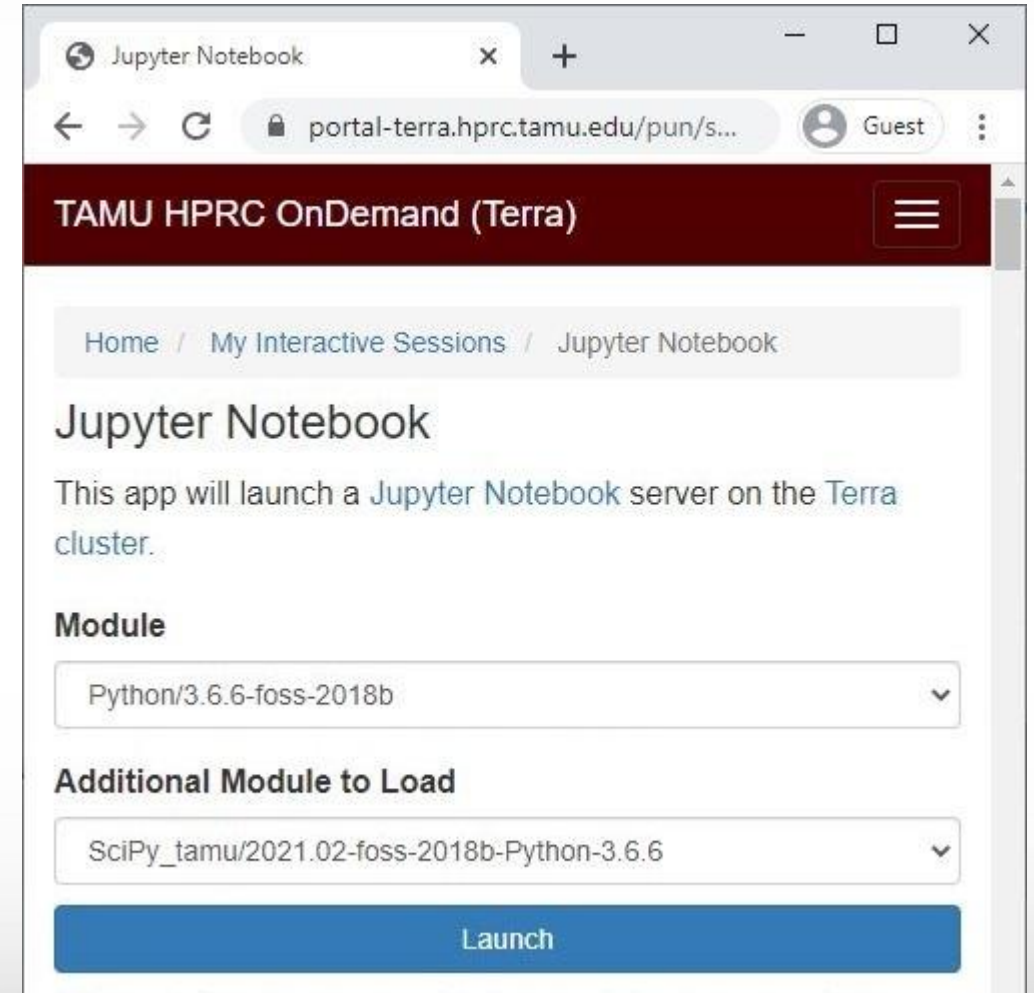 Jupyter Notebook
portal-terra.hprc.tamu.edu/pun/s...
Guest
TAMU HPRC OnDemand (Terra)
Home / My Interactive Sessions / Jupyter Notebook
Jupyter Notebook
This app will launch a Jupyter Notebook server on the Terra
cluster.
Module
Python/3.6.6-foss-2018b
Additional Module to Load
SciPy_tamu/2021.02-foss-2018b-Python-3.6.6
Launch